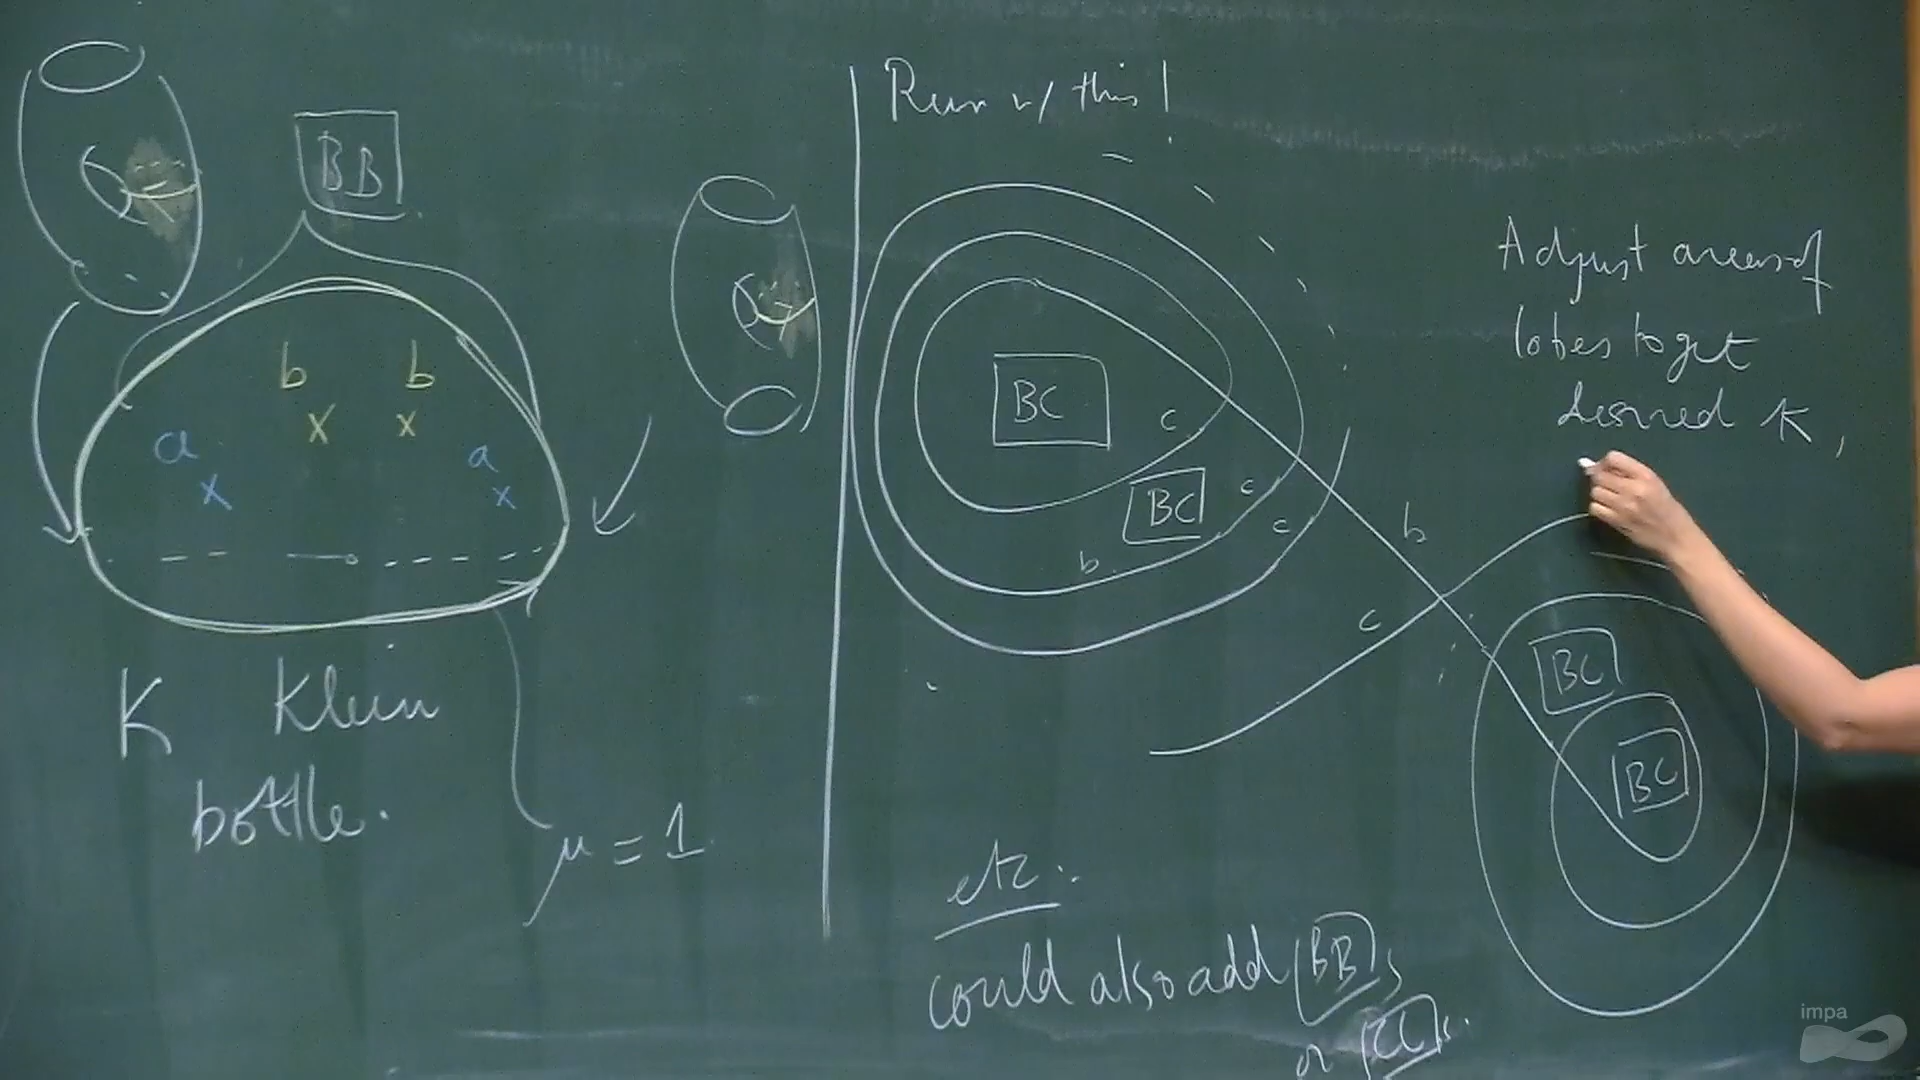 BB
b b
x x
a a
x x
K Klein
bottle.
μ = 1
Run w/ this!
BC
c
BC
c
c
b
b
c
BC
BC
Adjust areas of
lobes to get
desired K,
etc.
could also add BB's
or CC's.
impa